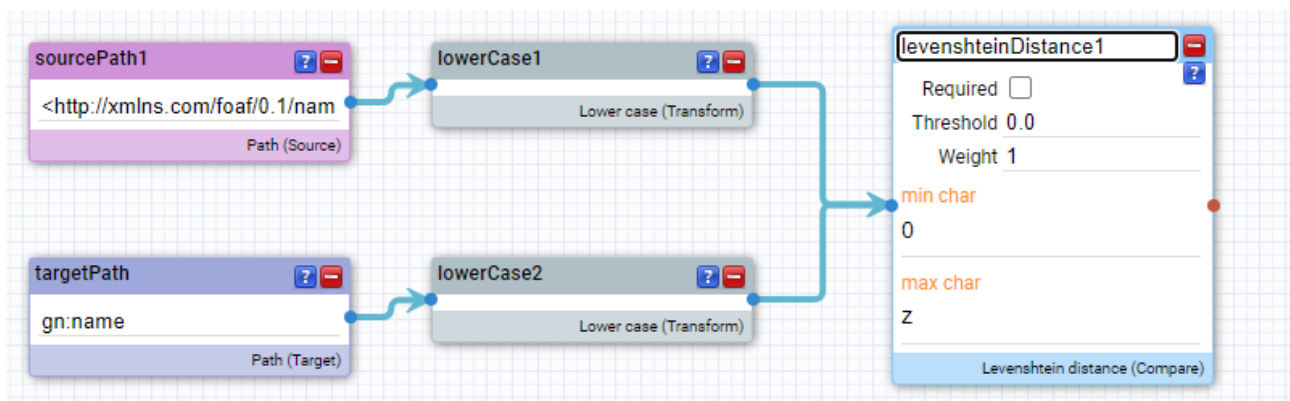 sourcePath1
?
<http://xmlns.com/foaf/0.1/nam
Path (Source)
lowerCase1
?
Lower case (Transform)
targetPath
?
gn:name
Path (Target)
lowerCase2
?
Lower case (Transform)
levenshteinDistance1
?
Required
Threshold 0.0
Weight 1
min char
0
max char
z
Levenshtein distance (Compare)